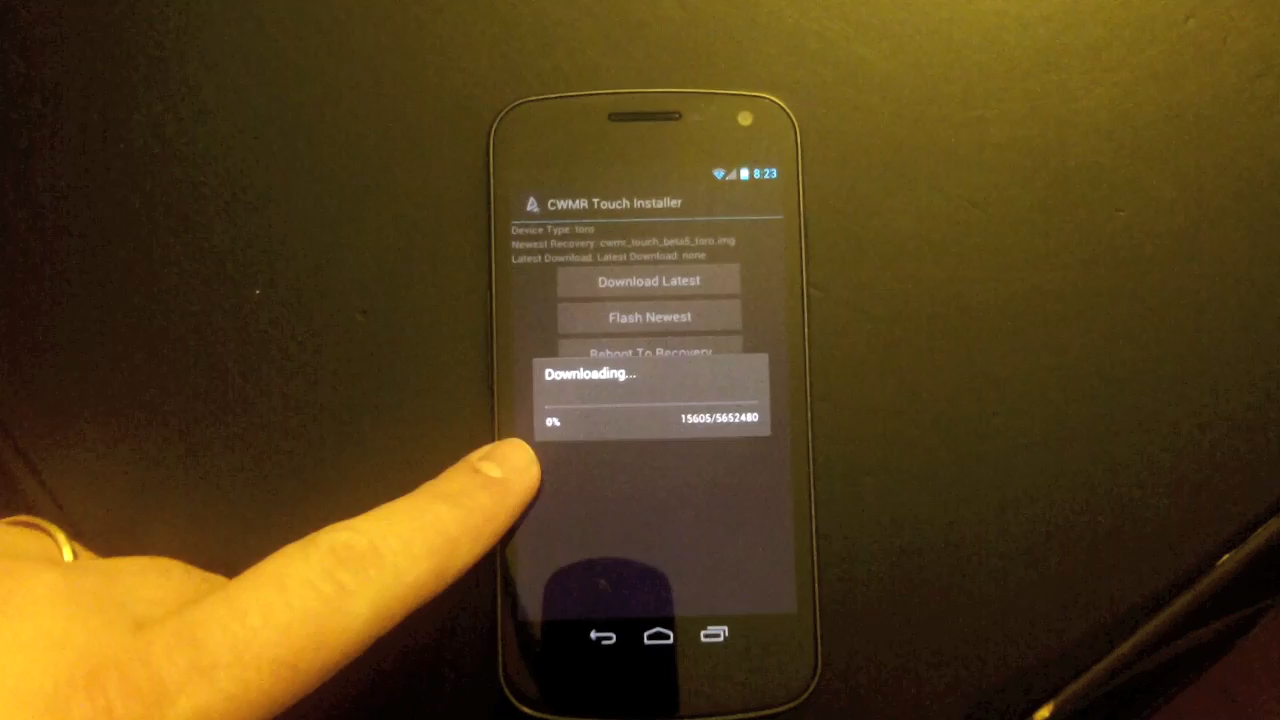 8:23
CWMR Touch Installer
Device Type: toro
Newest Recovery: cwmr_touch_beta5_toro.img
Latest Download: Latest Download: none
Download Latest
Flash Newest
Reboot To Recovery
Downloading...
0% 15605/5652480